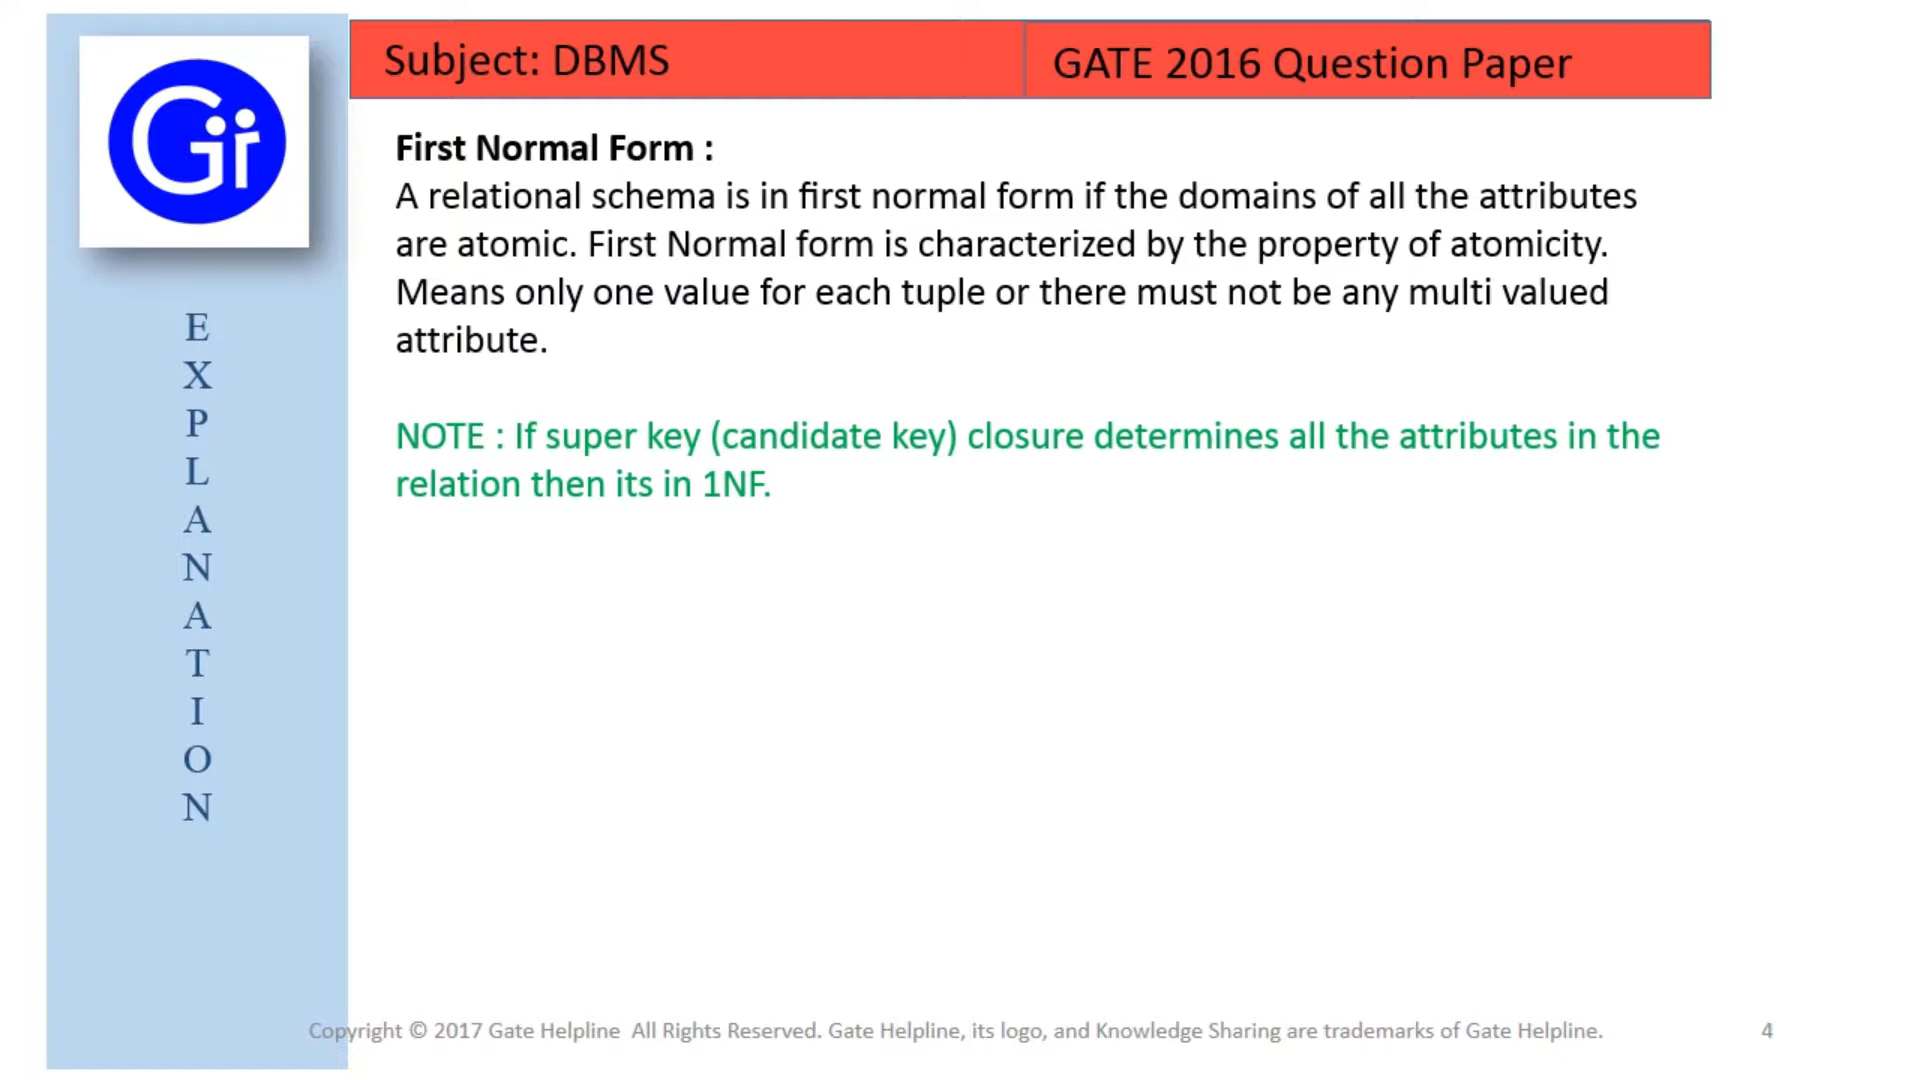 Gr
Subject: DBMS
GATE 2016 Question Paper
First Normal Form :
A relational schema is in first normal form if the domains of all the attributes
are atomic. First Normal form is characterized by the property of atomicity.
Means only one value for each tuple or there must not be any multi valued
attribute.
NOTE : If super key (candidate key) closure determines all the attributes in the
relation then its in 1NF.
E
X
P
L
A
N
A
T
I
O
N
Copyright © 2017 Gate Helpline All Rights Reserved. Gate Helpline, its logo, and Knowledge Sharing are trademarks of Gate Helpline.
4